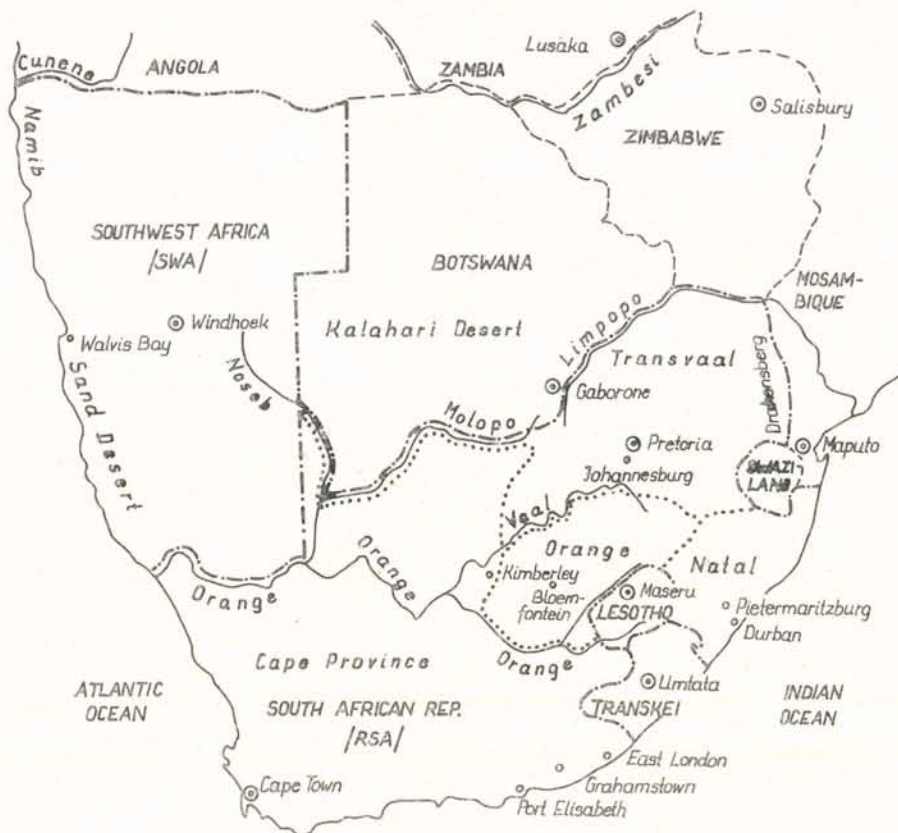 Lusaka
Cunene
ANGOLA
ZAMBIA
Zambesi
Salisbury
Namib
ZIMBABWE
SOUTHWEST AFRICA
/SWA/
BOTSWANA
MOSAM-
BIQUE
Windhoek
Walvis Bay
Kalahari Desert
Limpopo
Transvaal
Nosob
Sand Desert
Gaborone
Drakensberg
Molopo
Pretoria
Maputo
Johannesburg
SWAZI
LAND
Vaal
Orange
Orange
Orange
Natal
Kimberley
Bloem-
fontein
Maseru
LESOTHO
Pietermaritzburg
Durban
Orange
Cape Province
ATLANTIC
OCEAN
SOUTH AFRICAN REP.
/RSA/
Umtata
TRANSKEI
INDIAN
OCEAN
East London
Cape Town
Grahamstown
Port Elisabeth